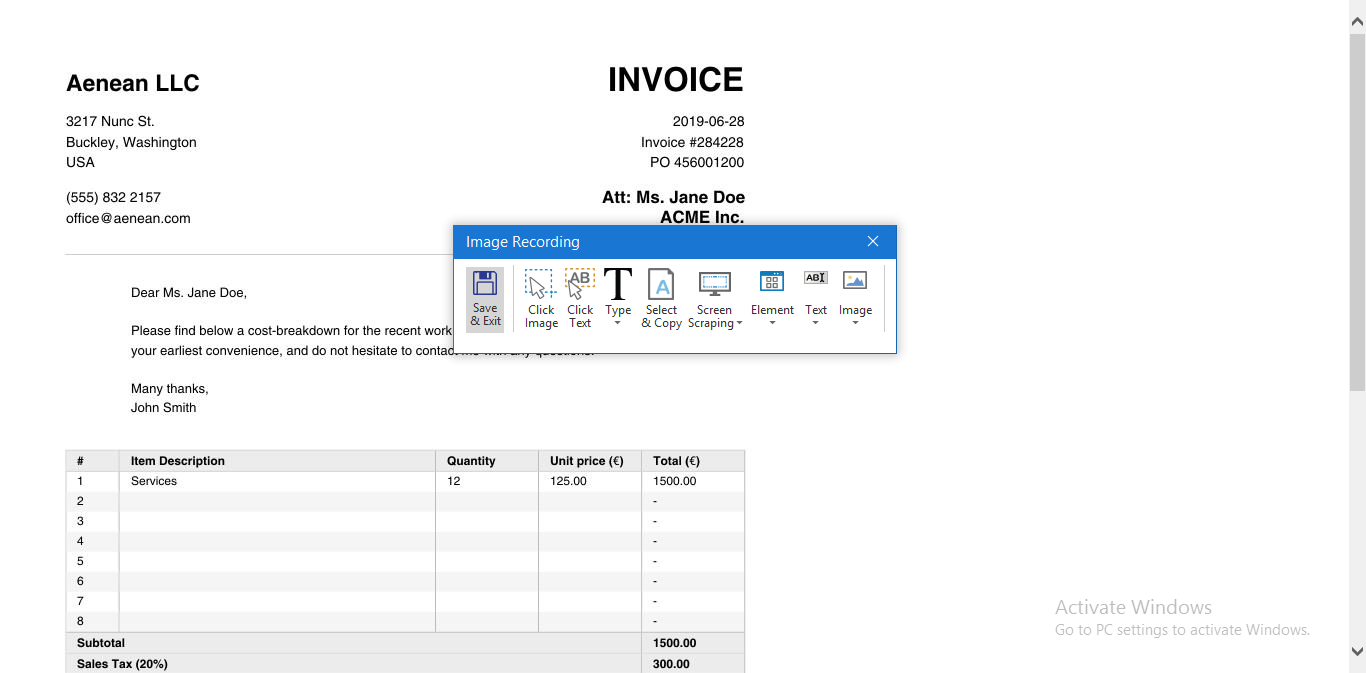 Aenean LLC
INVOICE
3217 Nunc St.
2019-06-28
Buckley, Washington
Invoice #284228
USA
PO 456001200
(555) 832 2157
Att: Ms. Jane Doe
office@aenean.com
ACME Inc.
Image Recording
Save & Exit
Click Image
Click Text
Type
Select & Copy
Screen Scraping
Element
Text
Image
AB
A
ABI
Dear Ms. Jane Doe,
Please find below a cost-breakdown for the recent work
your earliest convenience, and do not hesitate to contact
Many thanks,
John Smith
# Item Description Quantity Unit price (€) Total (€)
1 Services 12 125.00 1500.00
2 -
3 -
4 -
5 -
6 -
7 -
8 -
Subtotal 1500.00
Sales Tax (20%) 300.00
Activate Windows
Go to PC settings to activate Windows.